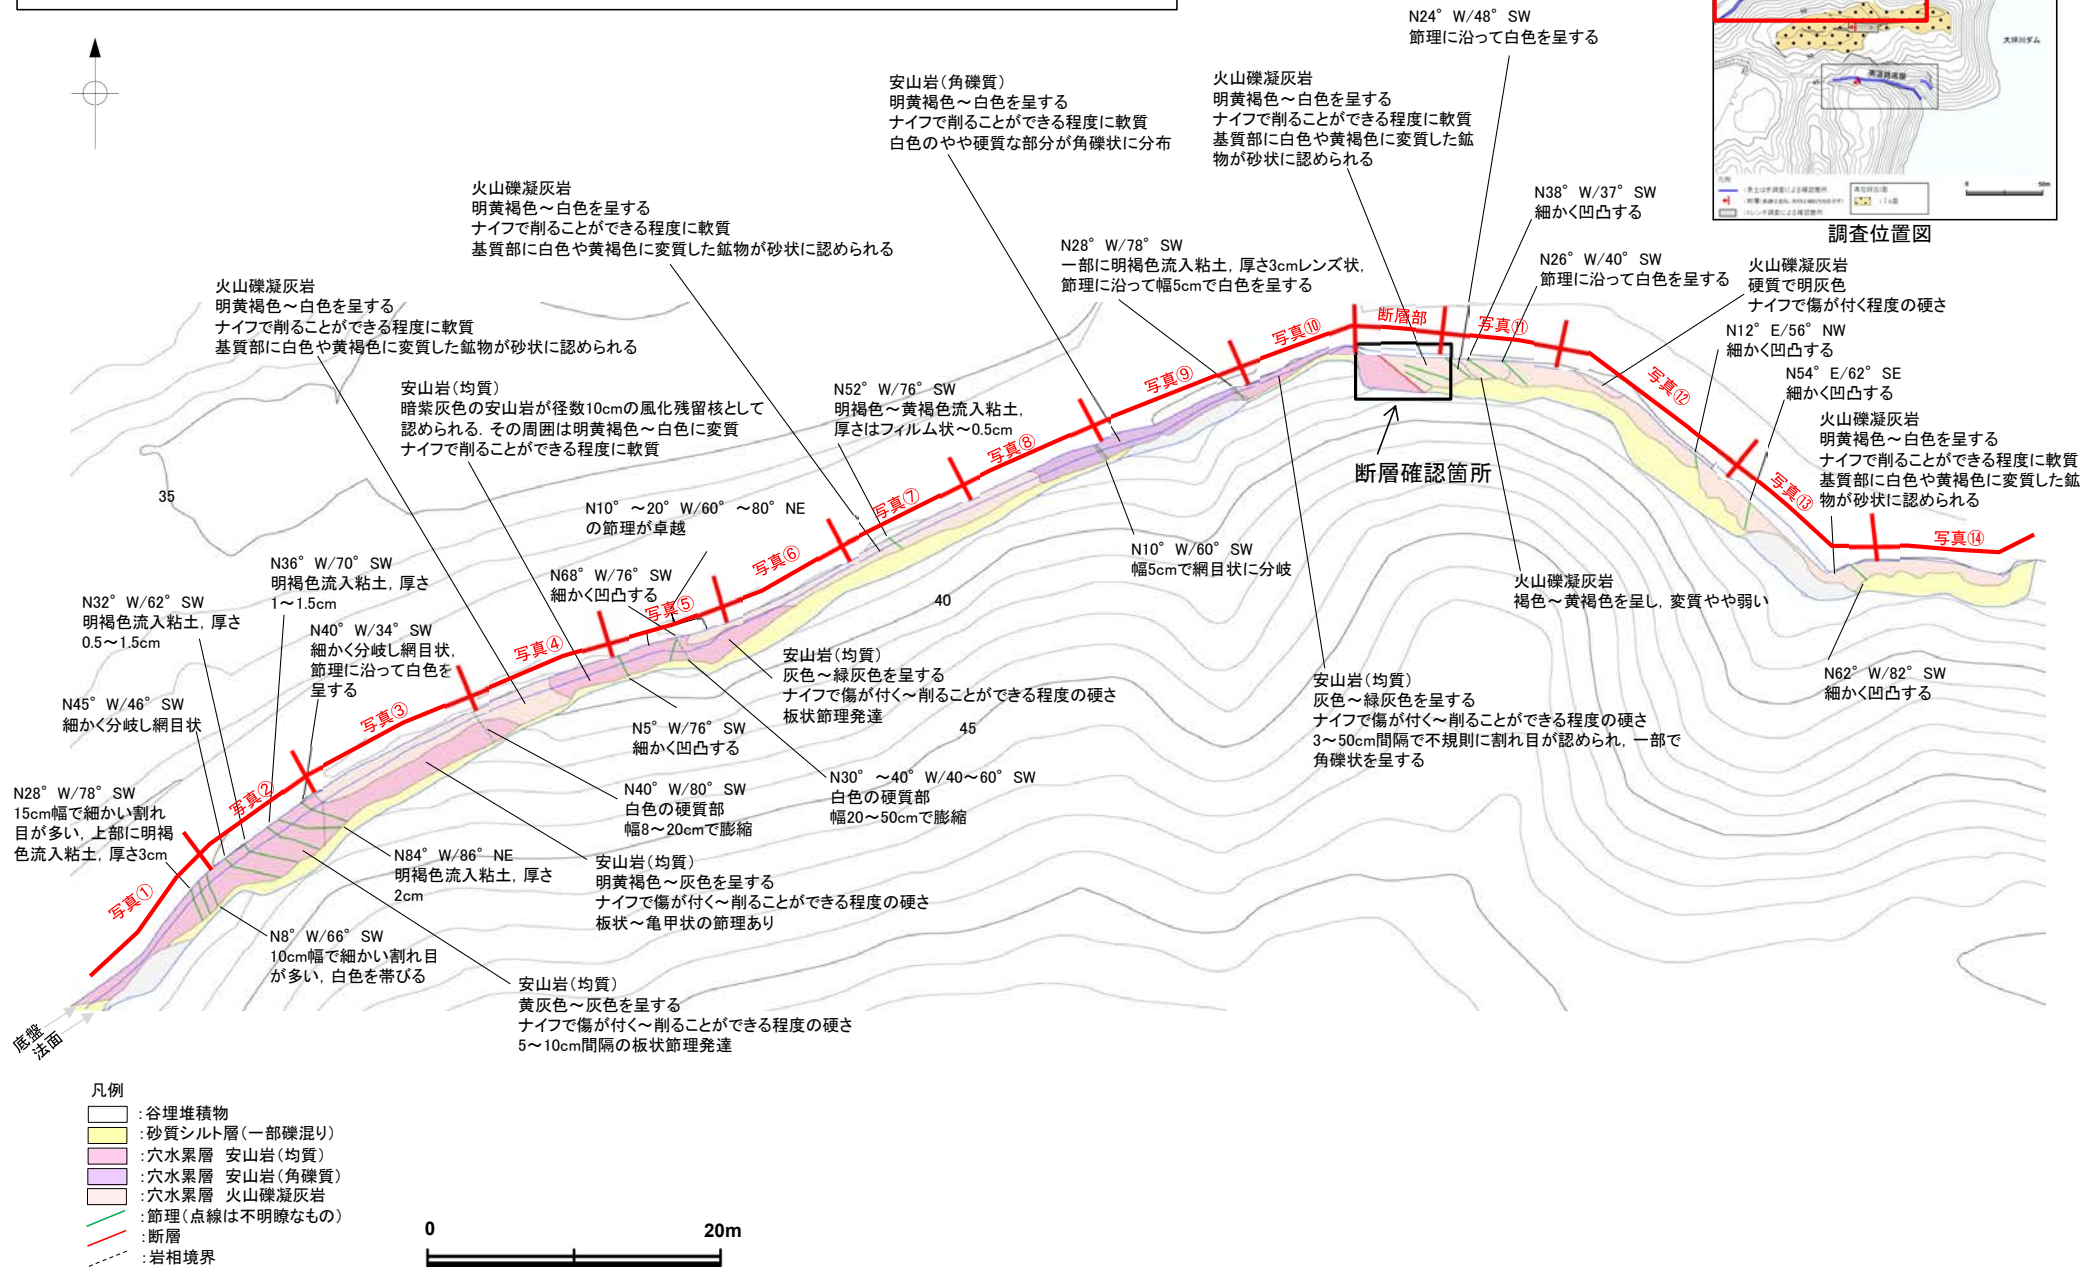 N24° W/48° SW
節理に沿って白色を呈する
大坪川ダム
安山岩(角礫質)
明黄褐色～白色を呈する
ナイフで削ることができる程度に軟質
白色のやや硬質な部分が角礫状に分布
火山礫凝灰岩
明黄褐色～白色を呈する
ナイフで削ることができる程度に軟質
基質部に白色や黄褐色に変質した鉱
物が砂状に認められる
火山礫凝灰岩
明黄褐色～白色を呈する
ナイフで削ることができる程度に軟質
基質部に白色や黄褐色に変質した鉱物が砂状に認められる
N38° W/37° SW
細かく凹凸する
凡例
0 50m
調査位置図
N28° W/78° SW
一部に明褐色流入粘土, 厚さ3cmレンズ状,
節理に沿って幅5cmで白色を呈する
N26° W/40° SW
節理に沿って白色を呈する
火山礫凝灰岩
硬質で明灰色
ナイフで傷が付く程度の硬さ
火山礫凝灰岩
明黄褐色～白色を呈する
ナイフで削ることができる程度に軟質
基質部に白色や黄褐色に変質した鉱物が砂状に認められる
N12° E/56° NW
細かく凹凸する
N54° E/62° SE
細かく凹凸する
安山岩(均質)
暗紫灰色の安山岩が径数10cmの風化残留核として
認められる. その周囲は明黄褐色～白色に変質
ナイフで削ることができる程度に軟質
N52° W/76° SW
明褐色～黄褐色流入粘土,
厚さはフィルム状～0.5cm
火山礫凝灰岩
明黄褐色～白色を呈する
ナイフで削ることができる程度に軟質
基質部に白色や黄褐色に変質した鉱
物が砂状に認められる
断層確認箇所
写真①
写真②
写真③
写真④
写真⑤
写真⑥
写真⑦
写真⑧
写真⑨
写真⑩
断層部
写真⑪
写真⑫
写真⑬
写真⑭
35
40
45
N10° ～20° W/60° ～80° NE
の節理が卓越
N68° W/76° SW
細かく凹凸する
N10° W/60° SW
幅5cmで網目状に分岐
火山礫凝灰岩
褐色～黄褐色を呈し, 変質やや弱い
N36° W/70° SW
明褐色流入粘土, 厚さ
1～1.5cm
N32° W/62° SW
明褐色流入粘土, 厚さ
0.5～1.5cm
N40° W/34° SW
細かく分岐し網目状,
節理に沿って白色を
呈する
安山岩(均質)
灰色～緑灰色を呈する
ナイフで傷が付く～削ることができる程度の硬さ
板状節理発達
安山岩(均質)
灰色～緑灰色を呈する
ナイフで傷が付く～削ることができる程度の硬さ
3～50cm間隔で不規則に割れ目が認められ, 一部で
角礫状を呈する
N62° W/82° SW
細かく凹凸する
N45° W/46° SW
細かく分岐し網目状
N5° W/76° SW
細かく凹凸する
N30° ～40° W/40～60° SW
白色の硬質部
幅20～50cmで膨縮
N40° W/80° SW
白色の硬質部
幅8～20cmで膨縮
N28° W/78° SW
15cm幅で細かい割れ
目が多い, 上部に明褐
色流入粘土, 厚さ3cm
N84° W/86° NE
明褐色流入粘土, 厚さ
2cm
安山岩(均質)
明黄褐色～灰色を呈する
ナイフで傷が付く～削ることができる程度の硬さ
板状～亀甲状の節理あり
N8° W/66° SW
10cm幅で細かい割れ目
が多い, 白色を帯びる
安山岩(均質)
黄灰色～灰色を呈する
ナイフで傷が付く～削ることができる程度の硬さ
5～10cm間隔の板状節理発達
底盤
法面
凡例
:谷埋堆積物
:砂質シルト層(一部礫混り)
:穴水累層 安山岩(均質)
:穴水累層 安山岩(角礫質)
:穴水累層 火山礫凝灰岩
:節理(点線は不明瞭なもの)
:断層
:岩相境界
0 20m